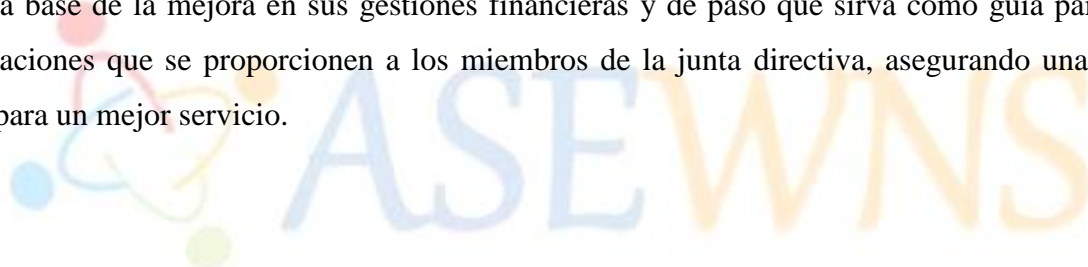 a base de la mejora en sus gestiones financieras y de paso que sirva como guía pa
aciones que se proporcionen a los miembros de la junta directiva, asegurando una
para un mejor servicio.
ASEWNS